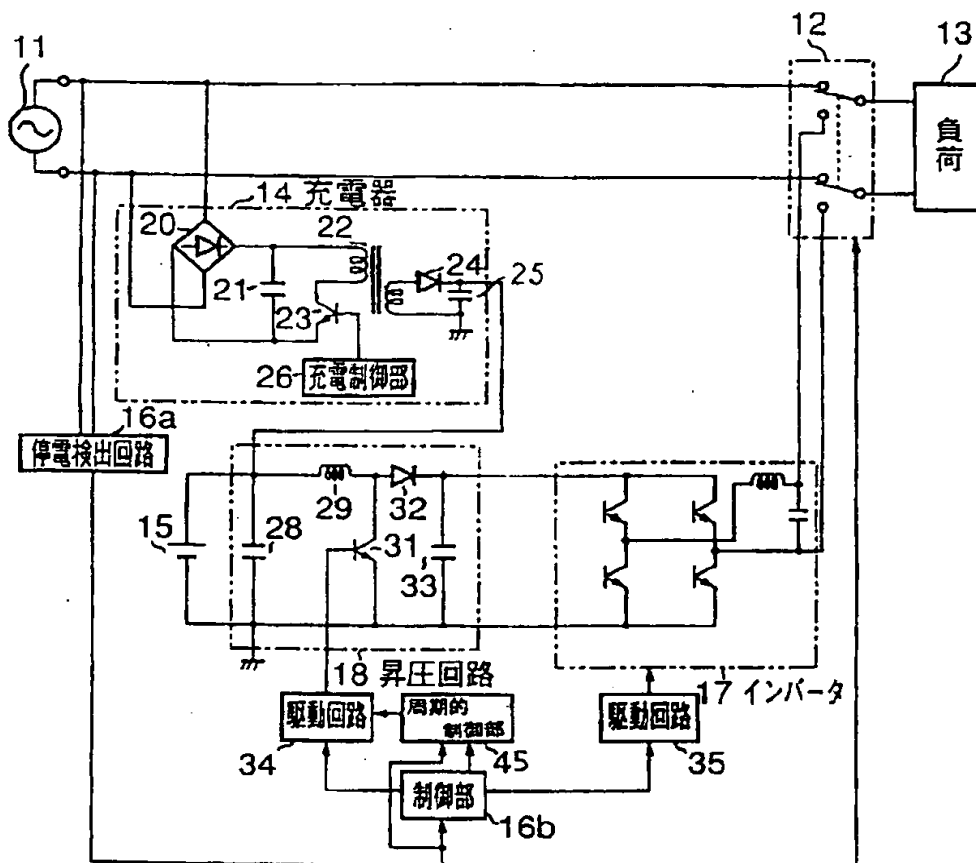 11
12
13
負荷
14 充電器
20
22
21
23
24
25
26
充電制御部
16a
停電検出回路
15
28
29
32
31
33
18 昇圧回路
17 インバータ
駆動回路
34
周期的
制御部
45
駆動回路
35
制御部
16b